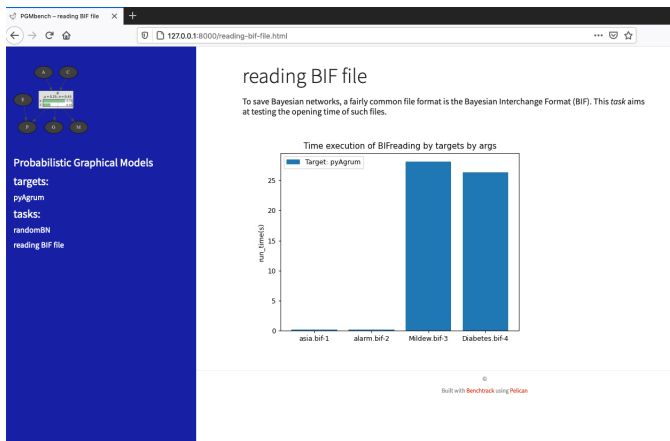 PGMbench – reading BIF file
127.0.0.1:8000/reading-bif-file.html
Probabilistic Graphical Models
targets:
pyAgrum
tasks:
randomBN
reading BIF file
reading BIF file
To save Bayesian networks, a fairly common file format is the Bayesian Interchange Format (BIF). This task aims
at testing the opening time of such files.
Time execution of BIFreading by targets by args
Target: pyAgrum
run_time(s)
25
20
15
10
5
0
asia.bif-1 alarm.bif-2 Mildew.bif-3 Diabetes.bif-4
©
Built with Benchtrack using Pelican